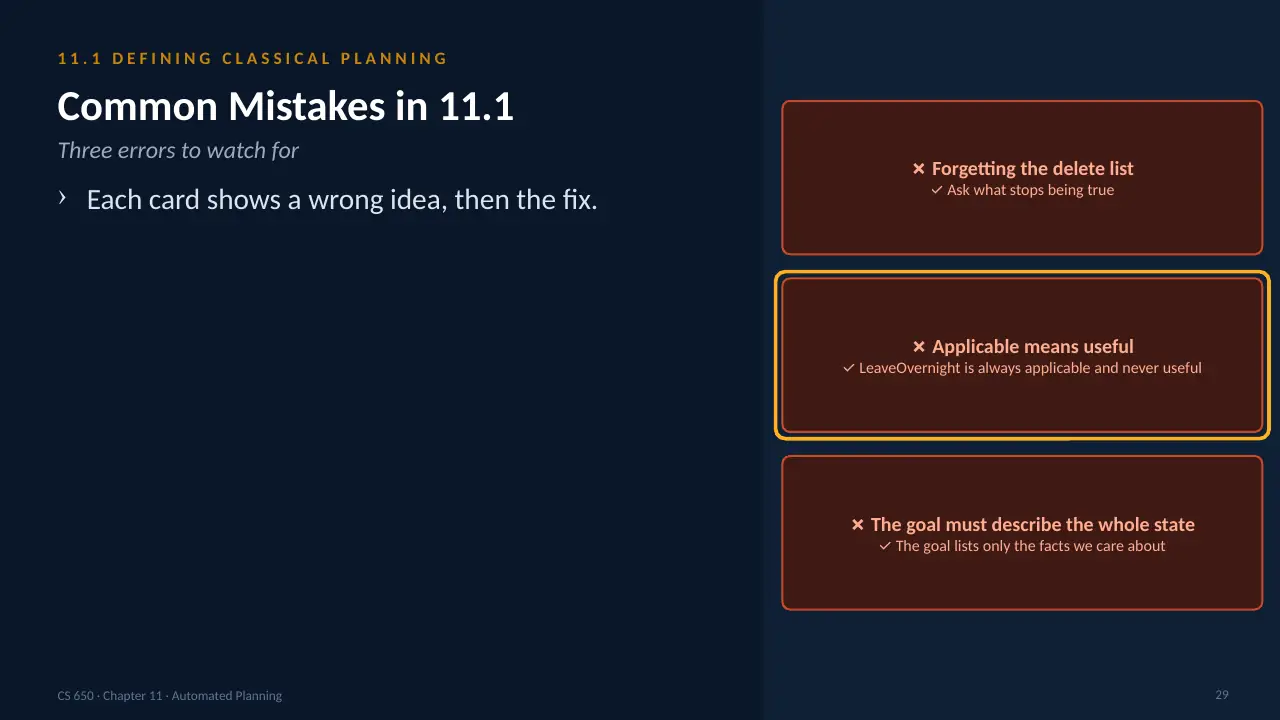 11.1 DEFINING CLASSICAL PLANNING
Common Mistakes in 11.1
Three errors to watch for
› Each card shows a wrong idea, then the fix.
× Forgetting the delete list
✓ Ask what stops being true
× Applicable means useful
✓ LeaveOvernight is always applicable and never useful
× The goal must describe the whole state
✓ The goal lists only the facts we care about
CS 650 · Chapter 11 · Automated Planning
29